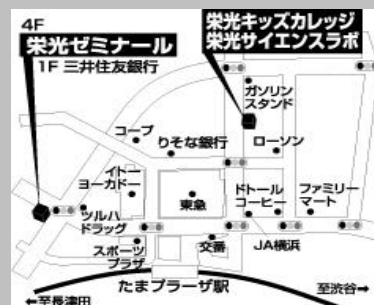 4F
栄光ゼミナール
1F 三井住友銀行
栄光キッズカレッジ
栄光サイエンスラボ
ガソリン
スタンド
コープ
りそな銀行
ローソン
イトー
ヨーカドー
東急
ドトール
コーヒー
ファミリー
マート
ツルハ
ドラッグ
スポーツ
プラザ
交番
JA横浜
たまプラーザ駅
←至長津田
至渋谷→